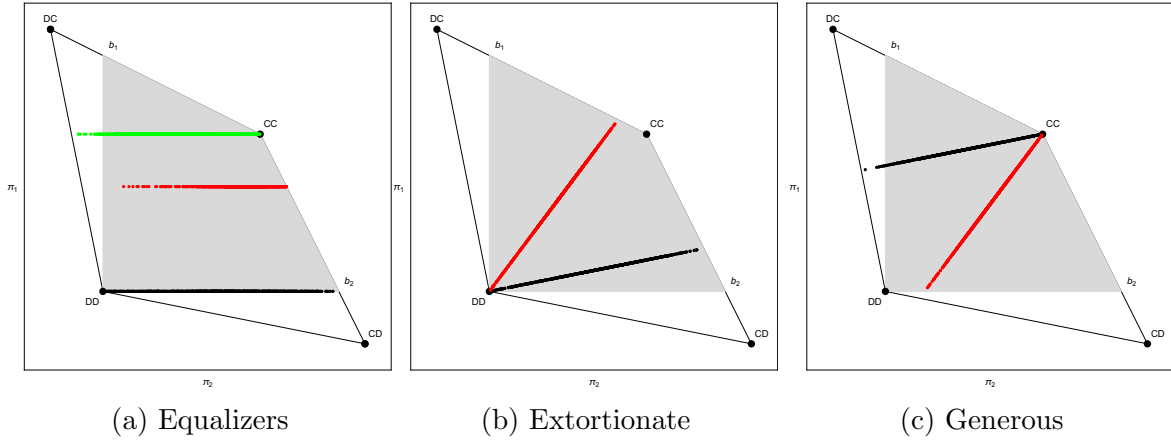 DC
b1
CC
π1
b2
DD
CD
π2
(a) Equalizers
DC
b1
CC
π1
b2
DD
CD
π2
(b) Extortionate
DC
b1
CC
π1
b2
DD
CD
π2
(c) Generous